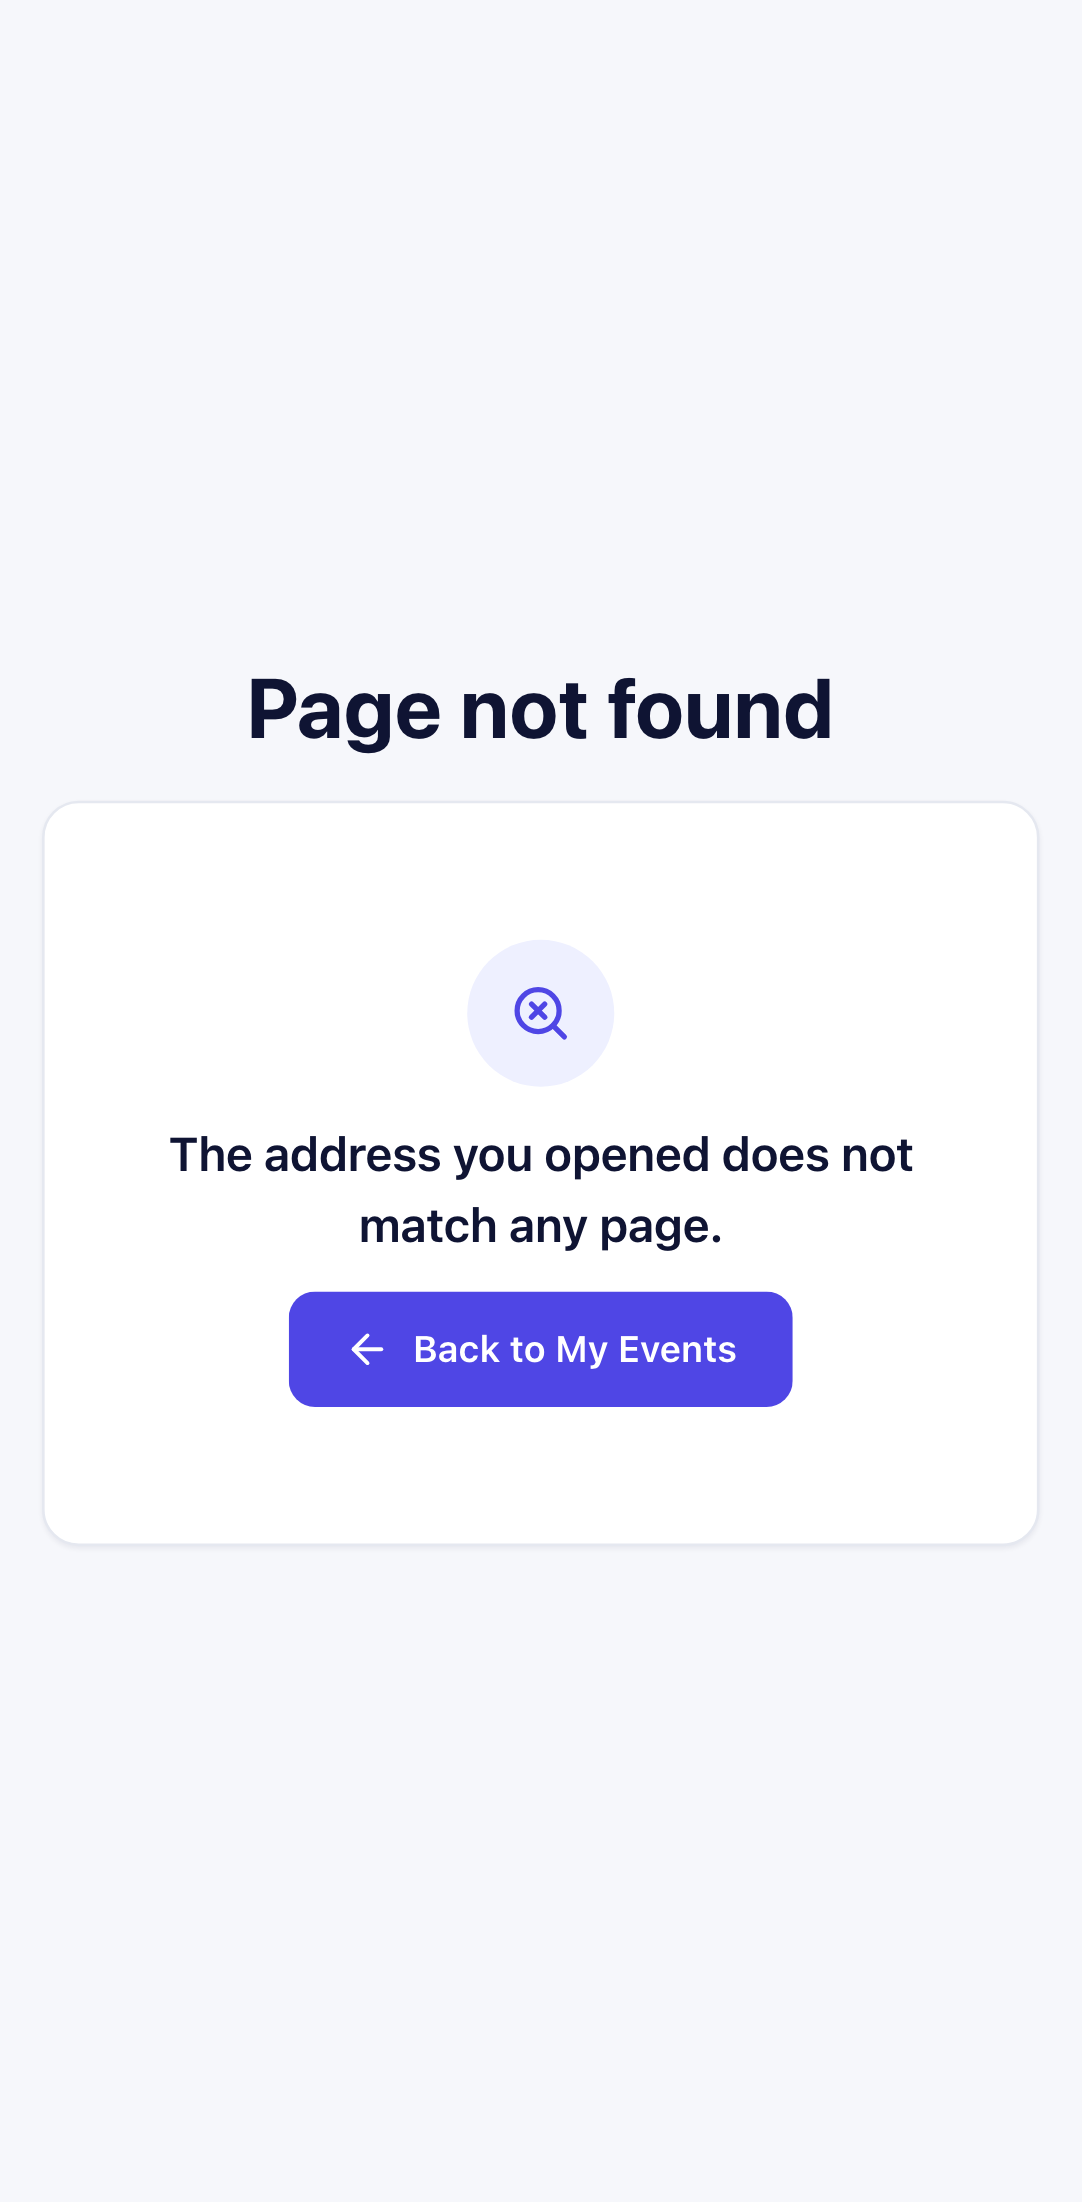 Page not found
The address you opened does not
match any page.
Back to My Events